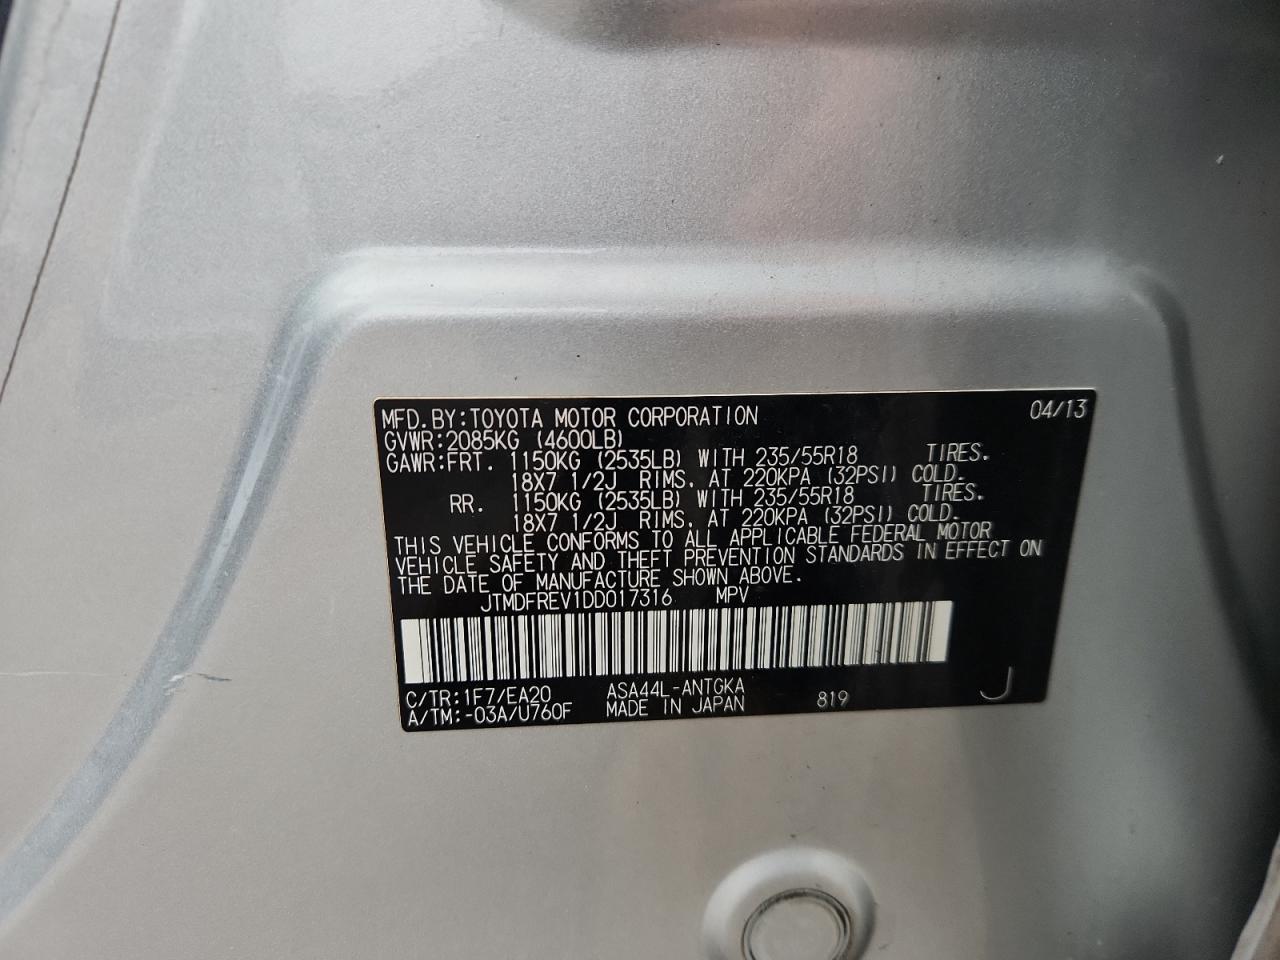 MFD.BY:TOYOTA MOTOR CORPORATION 04/13
GVWR:2085KG (4600LB)
GAWR:FRT. 1150KG (2535LB) WITH 235/55R18 TIRES.
18X7 1/2J RIMS, AT 220KPA (32PSI) COLD.
RR. 1150KG (2535LB) WITH 235/55R18 TIRES.
18X7 1/2J RIMS, AT 220KPA (32PSI) COLD.
THIS VEHICLE CONFORMS TO ALL APPLICABLE FEDERAL MOTOR
VEHICLE SAFETY AND THEFT PREVENTION STANDARDS IN EFFECT ON
THE DATE OF MANUFACTURE SHOWN ABOVE.
JTMDFREV1DD017316 MPV
C/TR:1F7/EA20 ASA44L-ANTGKA
A/TM:-03A/U760F MADE IN JAPAN 819 J